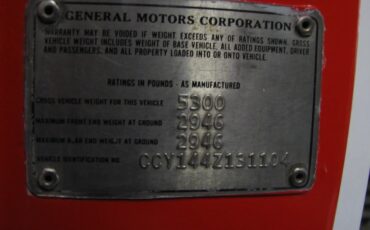 GENERAL MOTORS CORPORATION
WARRANTY MAY BE VOIDED IF WEIGHT EXCEEDS ANY OF RATINGS SHOWN. GROSS
VEHICLE WEIGHT INCLUDES WEIGHT OF BASE VEHICLE, ALL ADDED EQUIPMENT, DRIVER
AND PASSENGERS, AND ALL PROPERTY LOADED INTO OR ONTO VEHICLE.
RATINGS IN POUNDS - AS MANUFACTURED
GROSS VEHICLE WEIGHT FOR THIS VEHICLE 5300
MAXIMUM FRONT END WEIGHT AT GROUND 2946
MAXIMUM REAR END WEIGHT AT GROUND 2946
VEHICLE IDENTIFICATION NO. CCY144Z151104